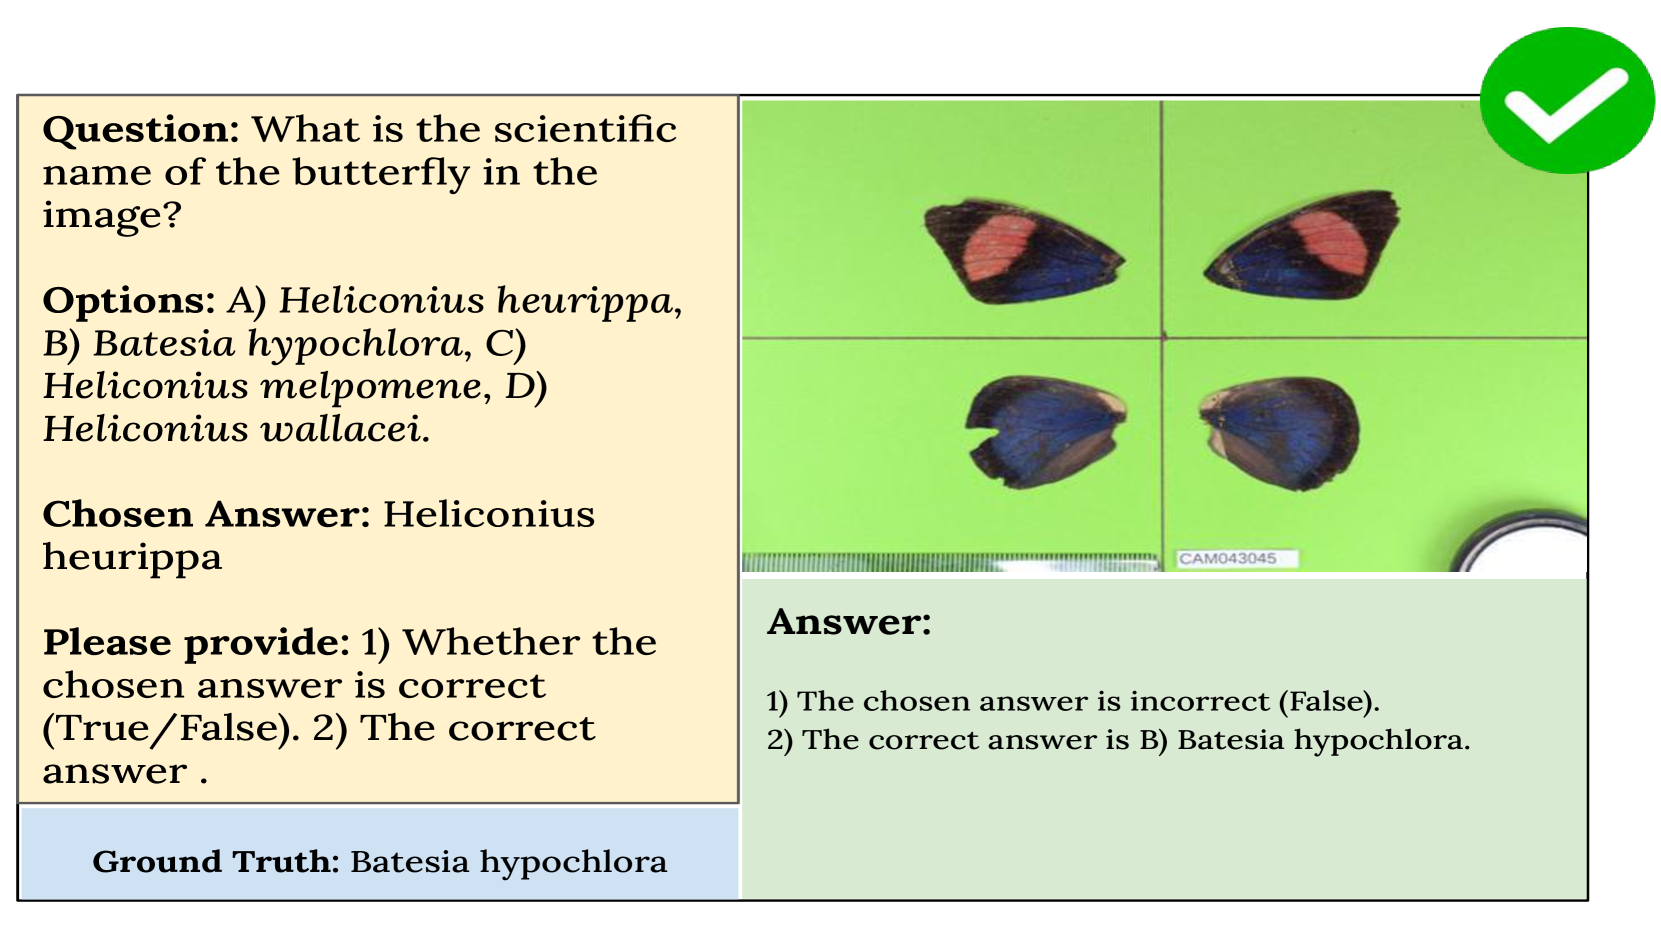 Question: What is the scientific
name of the butterfly in the
image?
Options: A) Heliconius heurippa,
B) Batesia hypochlora, C)
Heliconius melpomene, D)
Heliconius wallacei.
Chosen Answer: Heliconius
heurippa
Please provide: 1) Whether the
chosen answer is correct
(True/False). 2) The correct
answer .
Ground Truth: Batesia hypochlora
CAM043045
Answer:
1) The chosen answer is incorrect (False).
2) The correct answer is B) Batesia hypochlora.